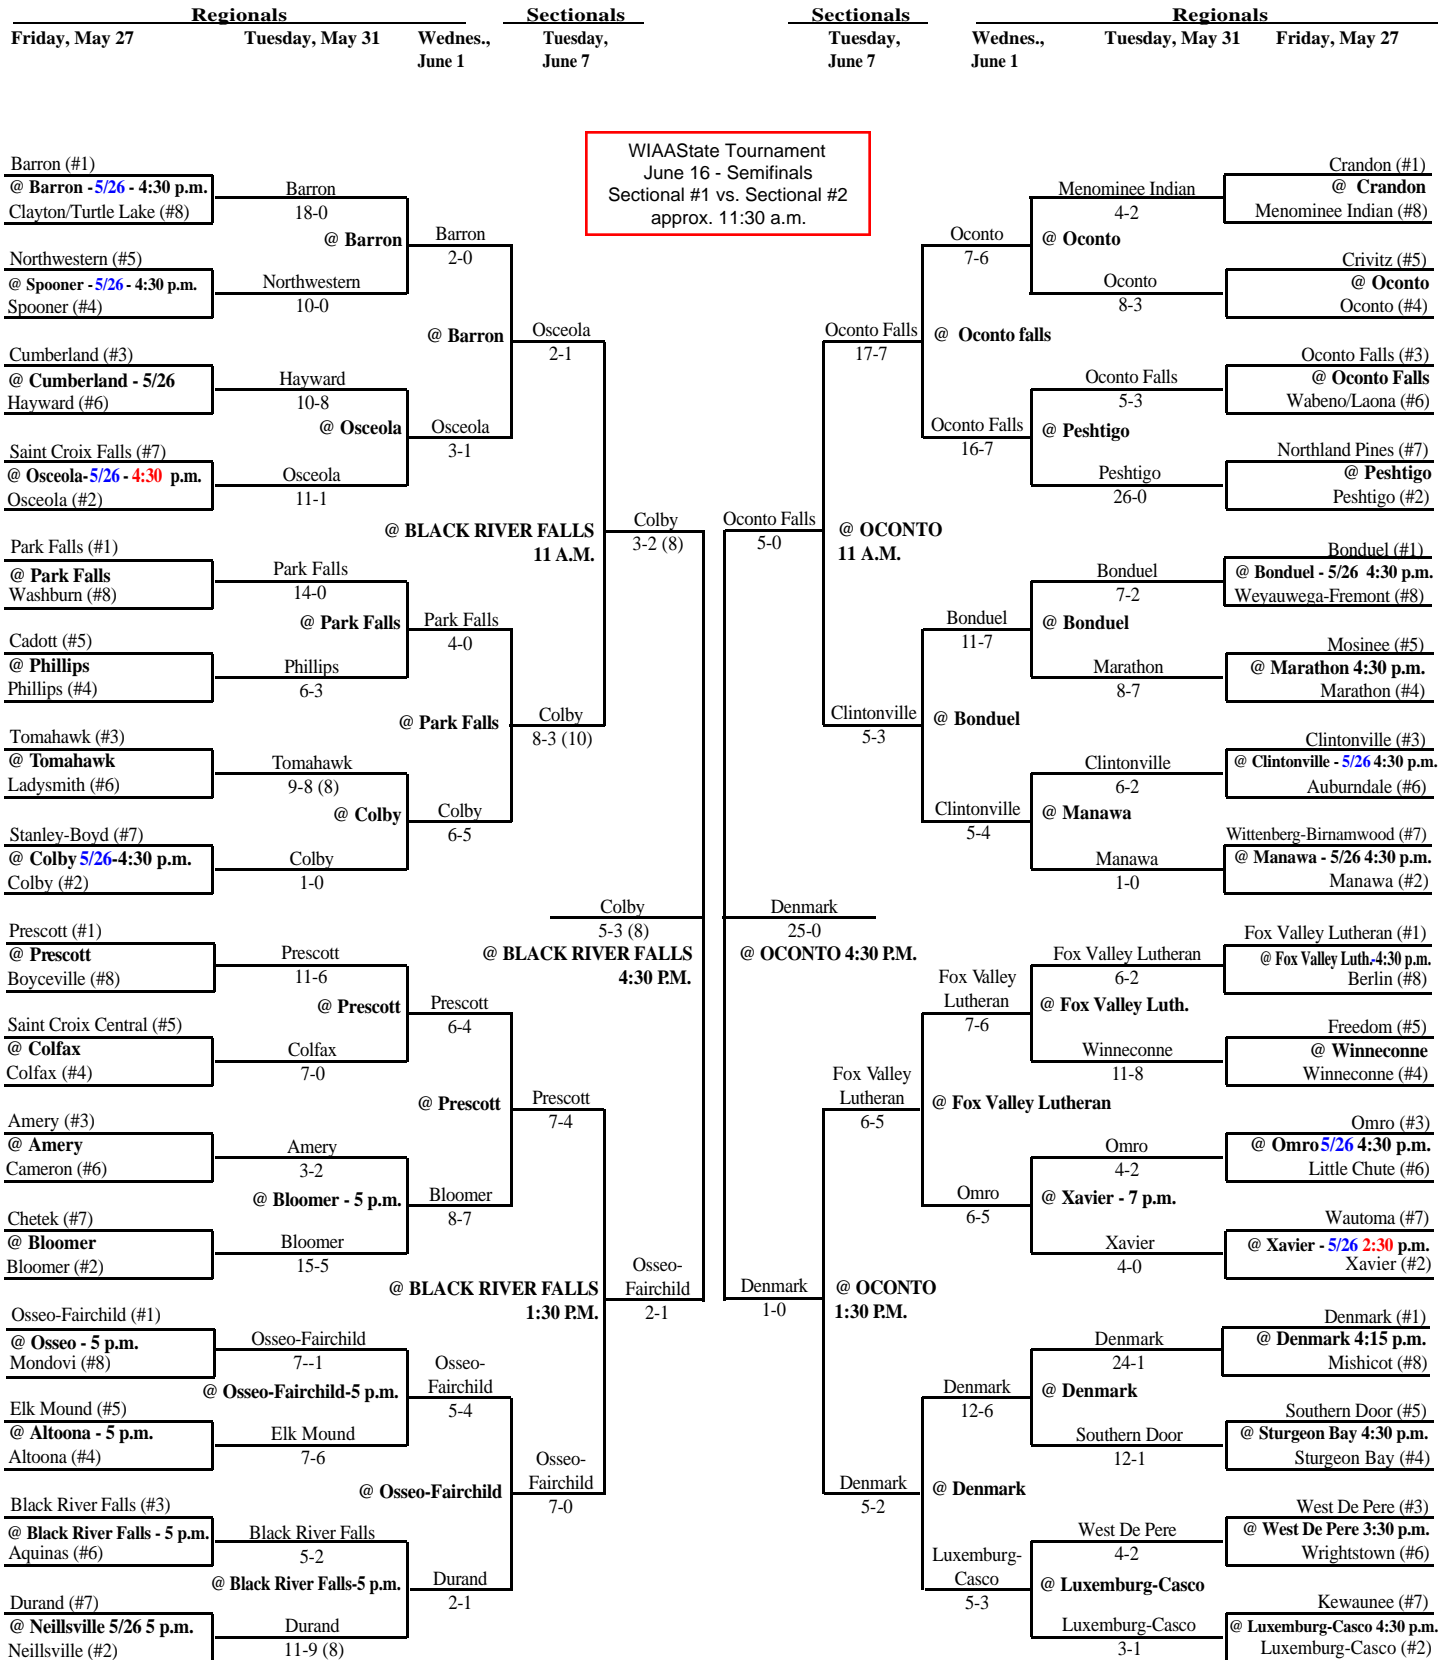 Regionals
Sectionals
Sectionals
Regionals
Friday, May 27
Tuesday, May 31
Wednes., June 1
Tuesday, June 7
Tuesday, June 7
Wednes., June 1
Tuesday, May 31
Friday, May 27
WIAAState Tournament
June 16 - Semifinals
Sectional #1 vs. Sectional #2
approx. 11:30 a.m.
Barron (#1)
@ Barron - 5/26 - 4:30 p.m.
Clayton/Turtle Lake (#8)
Northwestern (#5)
@ Spooner - 5/26 - 4:30 p.m.
Spooner (#4)
Cumberland (#3)
@ Cumberland - 5/26
Hayward (#6)
Saint Croix Falls (#7)
@ Osceola- 5/26 - 4:30 p.m.
Osceola (#2)
Park Falls (#1)
@ Park Falls
Washburn (#8)
Cadott (#5)
@ Phillips
Phillips (#4)
Tomahawk (#3)
@ Tomahawk
Ladysmith (#6)
Stanley-Boyd (#7)
@ Colby 5/26-4:30 p.m.
Colby (#2)
Prescott (#1)
@ Prescott
Boyceville (#8)
Saint Croix Central (#5)
@ Colfax
Colfax (#4)
Amery (#3)
@ Amery
Cameron (#6)
Chetek (#7)
@ Bloomer
Bloomer (#2)
Osseo-Fairchild (#1)
@ Osseo - 5 p.m.
Mondovi (#8)
Elk Mound (#5)
@ Altoona - 5 p.m.
Altoona (#4)
Black River Falls (#3)
@ Black River Falls - 5 p.m.
Aquinas (#6)
Durand (#7)
@ Neillsville 5/26 5 p.m.
Neillsville (#2)
Barron
18-0
@ Barron
Northwestern
10-0
Hayward
10-8
@ Osceola
Osceola
11-1
Park Falls
14-0
@ Park Falls
Phillips
6-3
Tomahawk
9-8 (8)
@ Colby
Colby
1-0
Prescott
11-6
@ Prescott
Colfax
7-0
Amery
3-2
@ Bloomer - 5 p.m.
Bloomer
15-5
Osseo-Fairchild
7--1
@ Osseo-Fairchild-5 p.m.
Elk Mound
7-6
Black River Falls
5-2
@ Black River Falls-5 p.m.
Durand
11-9 (8)
Barron
2-0
@ Barron
Osceola
3-1
Park Falls
4-0
@ Park Falls
Colby
6-5
Prescott
6-4
@ Prescott
Bloomer
8-7
Osseo-
Fairchild
5-4
@ Osseo-Fairchild
Durand
2-1
Osceola
2-1
@ BLACK RIVER FALLS
11 A.M.
Colby
8-3 (10)
Prescott
7-4
@ BLACK RIVER FALLS
1:30 P.M.
Osseo-
Fairchild
7-0
Colby
3-2 (8)
Colby
5-3 (8)
@ BLACK RIVER FALLS
4:30 P.M.
Osseo-
Fairchild
2-1
Oconto Falls
5-0
Denmark
25-0
@ OCONTO 4:30 P.M.
Denmark
1-0
Oconto Falls
17-7
@ OCONTO
11 A.M.
Clintonville
5-3
Fox Valley
Lutheran
6-5
@ OCONTO
1:30 P.M.
Denmark
5-2
Oconto
7-6
@ Oconto falls
Oconto Falls
16-7
Bonduel
11-7
@ Bonduel
Clintonville
5-4
Fox Valley
Lutheran
7-6
@ Fox Valley Lutheran
Omro
6-5
Denmark
12-6
@ Denmark
Luxemburg-
Casco
5-3
Menominee Indian
4-2
@ Oconto
Oconto
8-3
Oconto Falls
5-3
@ Peshtigo
Peshtigo
26-0
Bonduel
7-2
@ Bonduel
Marathon
8-7
Clintonville
6-2
@ Manawa
Manawa
1-0
Fox Valley Lutheran
6-2
@ Fox Valley Luth.
Winneconne
11-8
Omro
4-2
@ Xavier - 7 p.m.
Xavier
4-0
Denmark
24-1
@ Denmark
Southern Door
12-1
West De Pere
4-2
@ Luxemburg-Casco
Luxemburg-Casco
3-1
Crandon (#1)
@ Crandon
Menominee Indian (#8)
Crivitz (#5)
@ Oconto
Oconto (#4)
Oconto Falls (#3)
@ Oconto Falls
Wabeno/Laona (#6)
Northland Pines (#7)
@ Peshtigo
Peshtigo (#2)
Bonduel (#1)
@ Bonduel - 5/26 4:30 p.m.
Weyauwega-Fremont (#8)
Mosinee (#5)
@ Marathon 4:30 p.m.
Marathon (#4)
Clintonville (#3)
@ Clintonville - 5/26 4:30 p.m.
Auburndale (#6)
Wittenberg-Birnamwood (#7)
@ Manawa - 5/26 4:30 p.m.
Manawa (#2)
Fox Valley Lutheran (#1)
@ Fox Valley Luth.-4:30 p.m.
Berlin (#8)
Freedom (#5)
@ Winneconne
Winneconne (#4)
Omro (#3)
@ Omro 5/26 4:30 p.m.
Little Chute (#6)
Wautoma (#7)
@ Xavier - 5/26 2:30 p.m.
Xavier (#2)
Denmark (#1)
@ Denmark 4:15 p.m.
Mishicot (#8)
Southern Door (#5)
@ Sturgeon Bay 4:30 p.m.
Sturgeon Bay (#4)
West De Pere (#3)
@ West De Pere 3:30 p.m.
Wrightstown (#6)
Kewaunee (#7)
@ Luxemburg-Casco 4:30 p.m.
Luxemburg-Casco (#2)